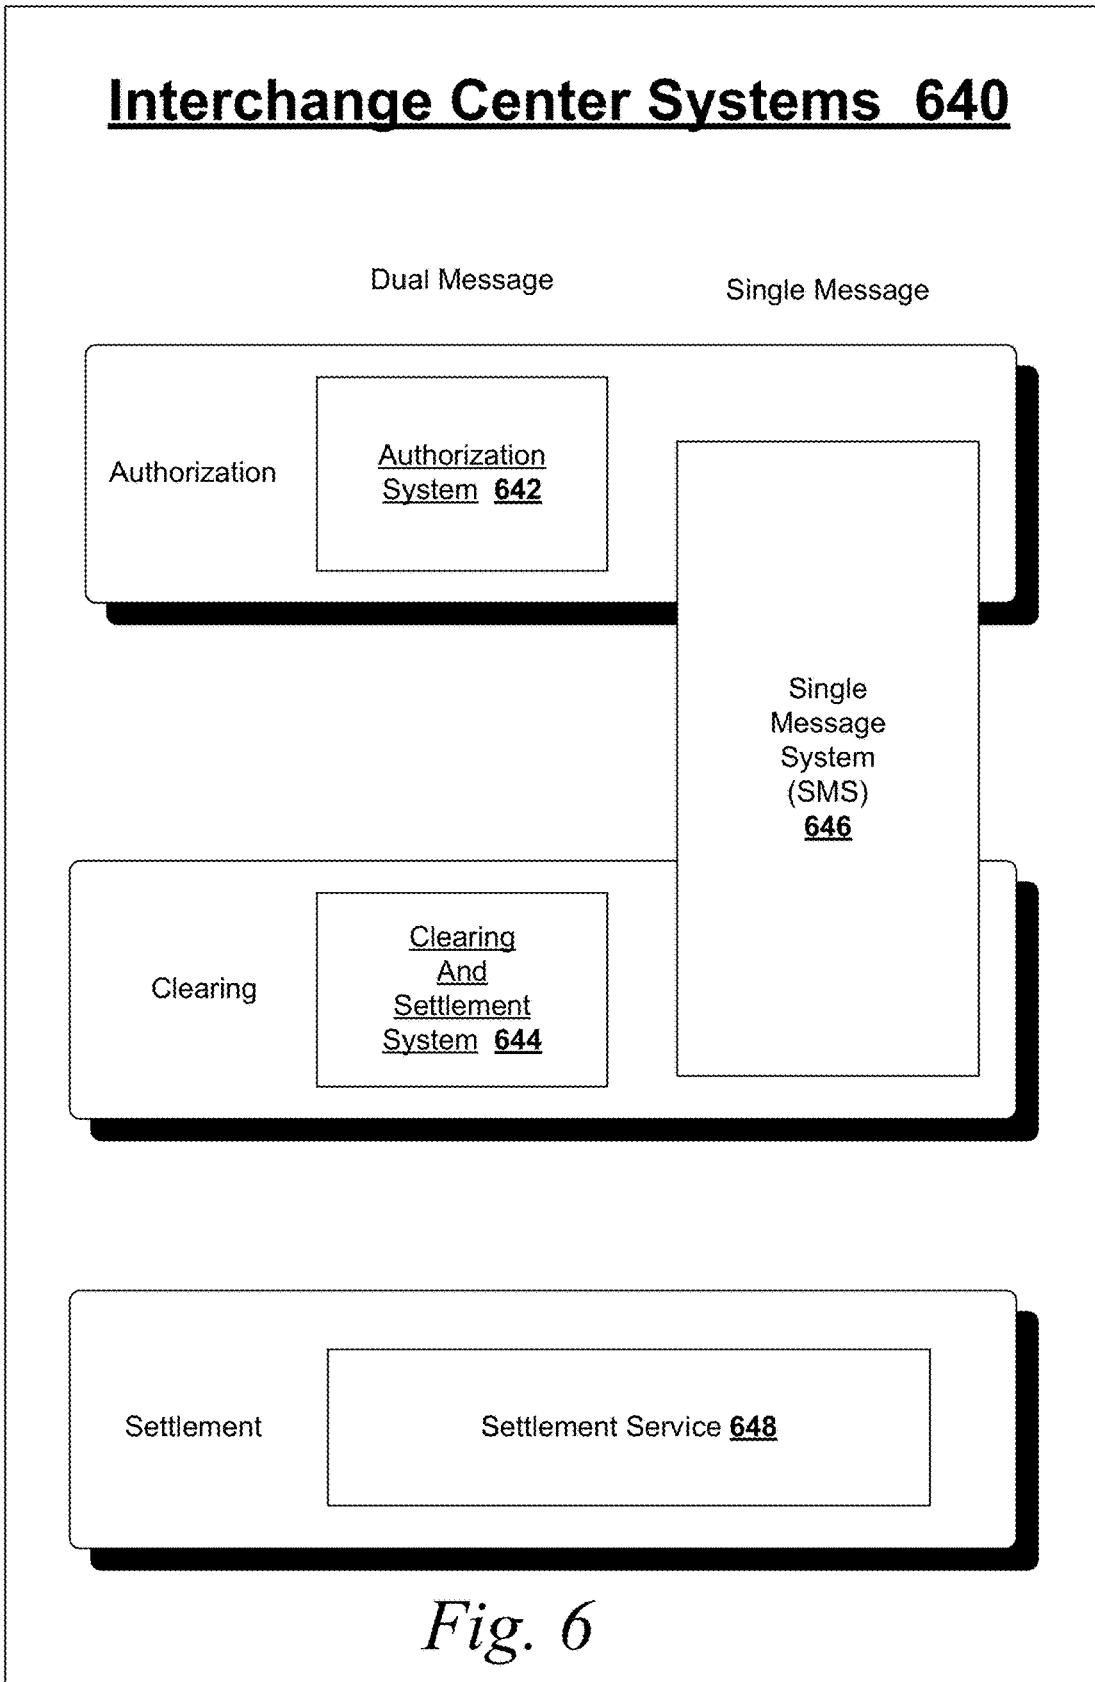 Interchange Center Systems 640
Dual Message
Single Message
Authorization
Authorization
System 642
Single
Message
System
(SMS)
646
Clearing
Clearing
And
Settlement
System 644
Settlement
Settlement Service 648
Fig. 6